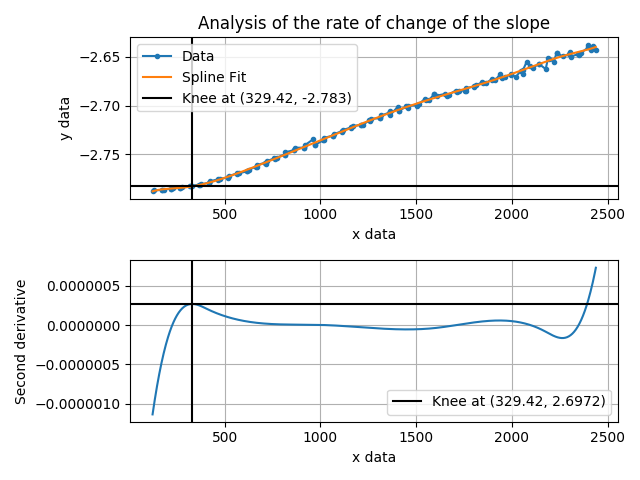 Analysis of the rate of change of the slope
Data
Spline Fit
Knee at (329.42, -2.783)
y data
−2.65
−2.70
−2.75
500
1000
1500
2000
2500
x data
Second derivative
0.0000005
0.0000000
−0.0000005
−0.0000010
Knee at (329.42, 2.6972)
500
1000
1500
2000
2500
x data